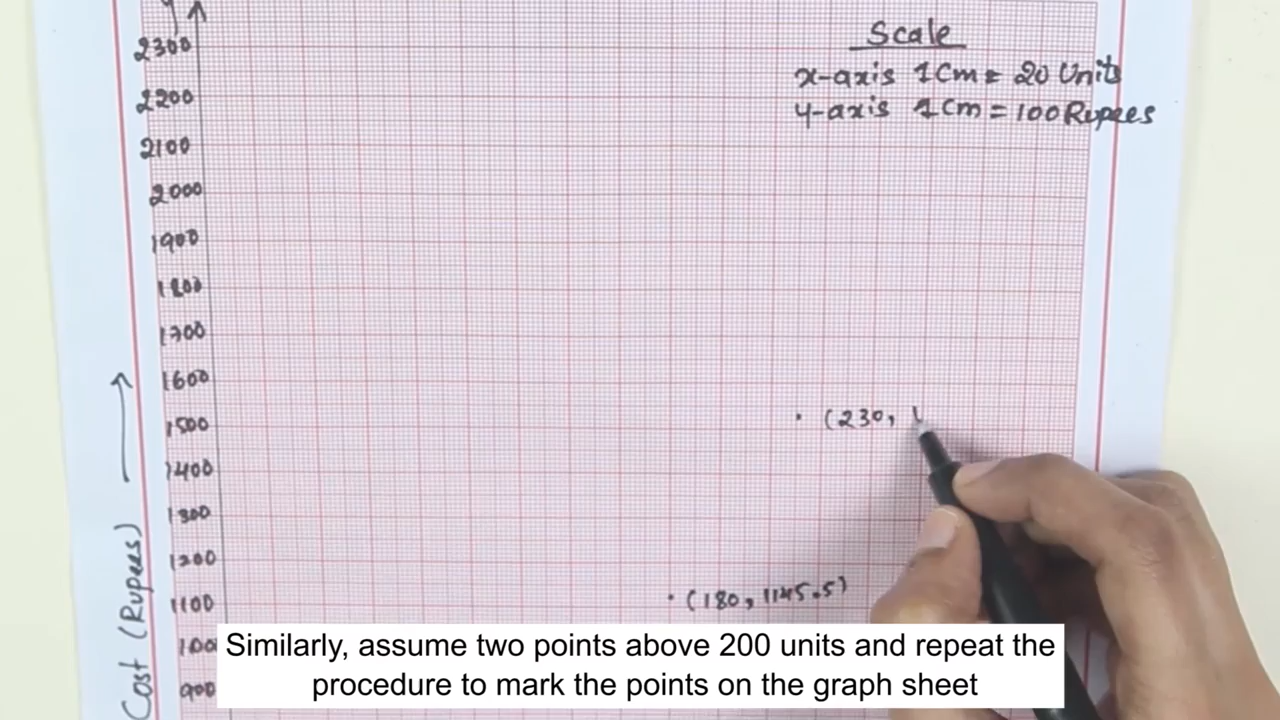 y
2300
2200
2100
2000
1900
1800
1700
1600
1500
1400
1300
1200
1100
900
Cost (Rupees)
Scale
x-axis 1Cm = 20 Units
y-axis 1Cm = 100 Rupees
(230, 1
(180, 1145.5)
Similarly, assume two points above 200 units and repeat the
procedure to mark the points on the graph sheet